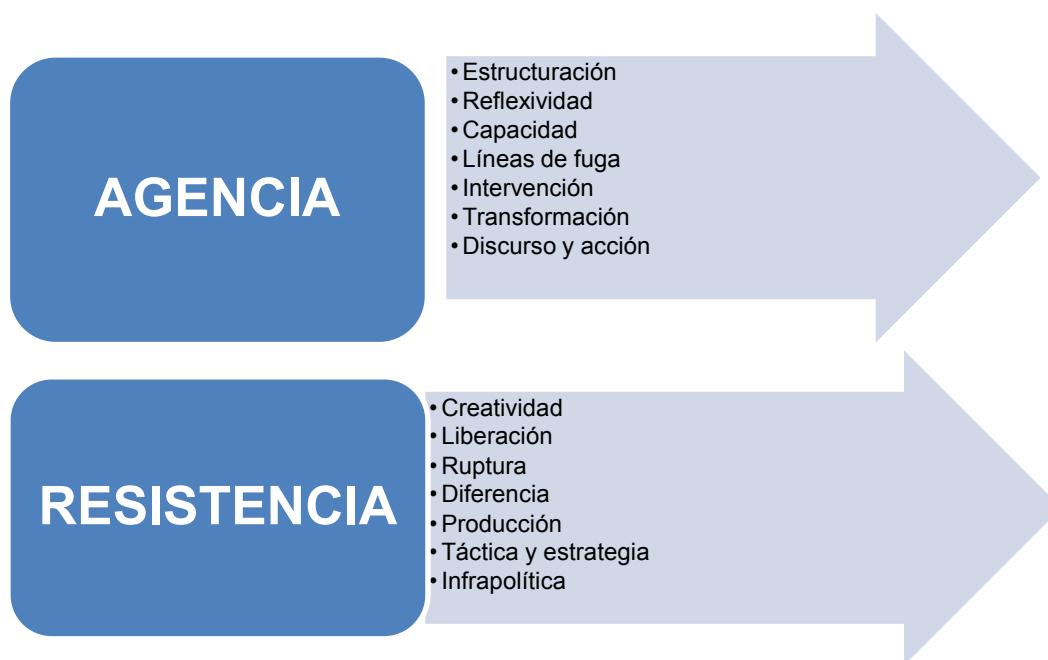 AGENCIA
• Estructuración
• Reflexividad
• Capacidad
• Líneas de fuga
• Intervención
• Transformación
• Discurso y acción
RESISTENCIA
• Creatividad
• Liberación
• Ruptura
• Diferencia
• Producción
• Táctica y estrategia
• Infrapolítica